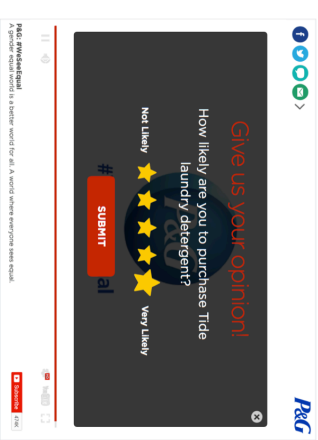 P&G
Give us your opinion!
How likely are you to purchase Tide
laundry detergent?
Not Likely
Very Likely
SUBMIT
P&G: #WeSeeEqual
A gender equal world is a better world for all. A world where everyone sees equal.
Subscribe